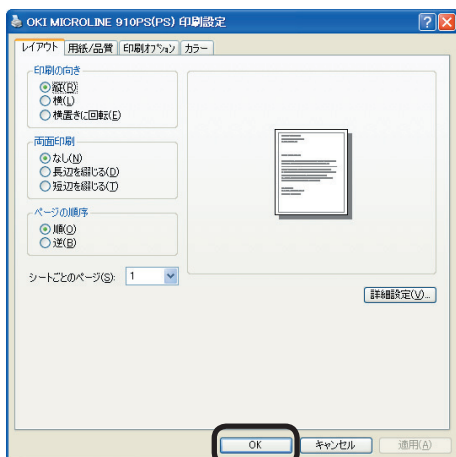 OKI MICROLINE 910PS(PS) 印刷設定
レイアウト 用紙/品質 印刷オプション カラー
印刷の向き
縦(R)
横(L)
横置きに回転(E)
両面印刷
なし(N)
長辺を綴じる(D)
短辺を綴じる(T)
ページの順序
順(O)
逆(B)
シートごとのページ(S): 1
詳細設定(V)...
OK キャンセル 適用(A)